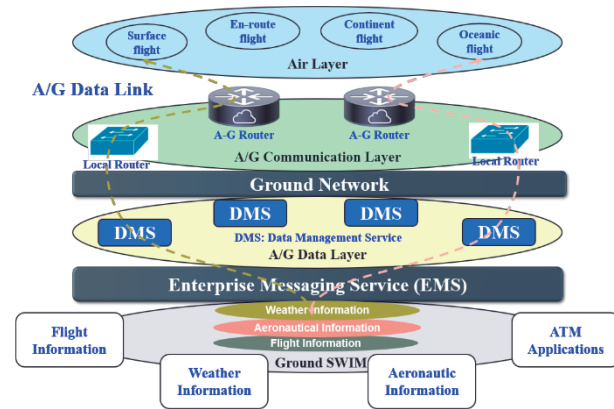 Surface
flight
En-route
flight
Continent
flight
Oceanic
flight
Air Layer
A/G Data Link
A-G Router
A-G Router
Local Router
Local Router
A/G Communication Layer
Ground Network
DMS
DMS
DMS
DMS
DMS: Data Management Service
A/G Data Layer
Enterprise Messaging Service (EMS)
Weather Information
Aeronautical Information
Flight Information
Ground SWIM
Flight
Information
Weather
Information
Aeronautic
Information
ATM
Applications